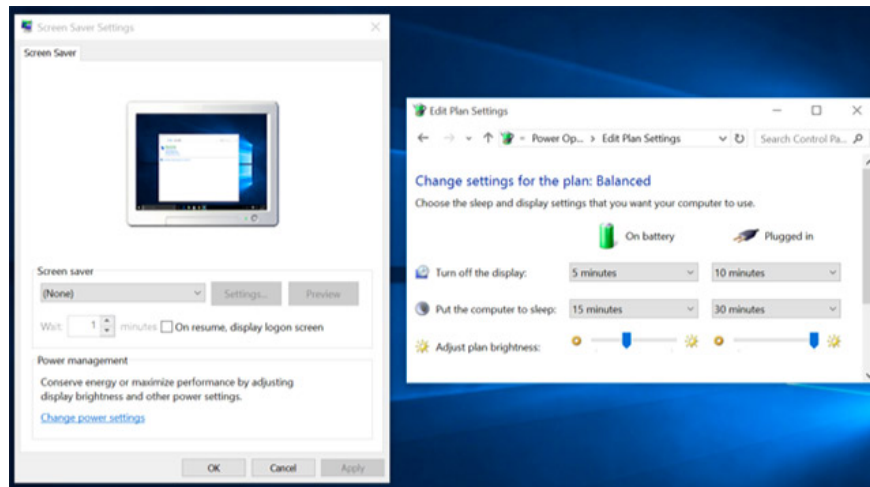 Screen Saver Settings
Screen Saver
Screen saver
(None)
Settings...
Preview
Wait:
1
minutes
On resume, display logon screen
Power management
Conserve energy or maximize performance by adjusting
display brightness and other power settings.
Change power settings
OK
Cancel
Apply
Edit Plan Settings
Power Op... > Edit Plan Settings
Search Control Pa...
Change settings for the plan: Balanced
Choose the sleep and display settings that you want your computer to use.
On battery
Plugged in
Turn off the display:
5 minutes
10 minutes
Put the computer to sleep:
15 minutes
30 minutes
Adjust plan brightness: